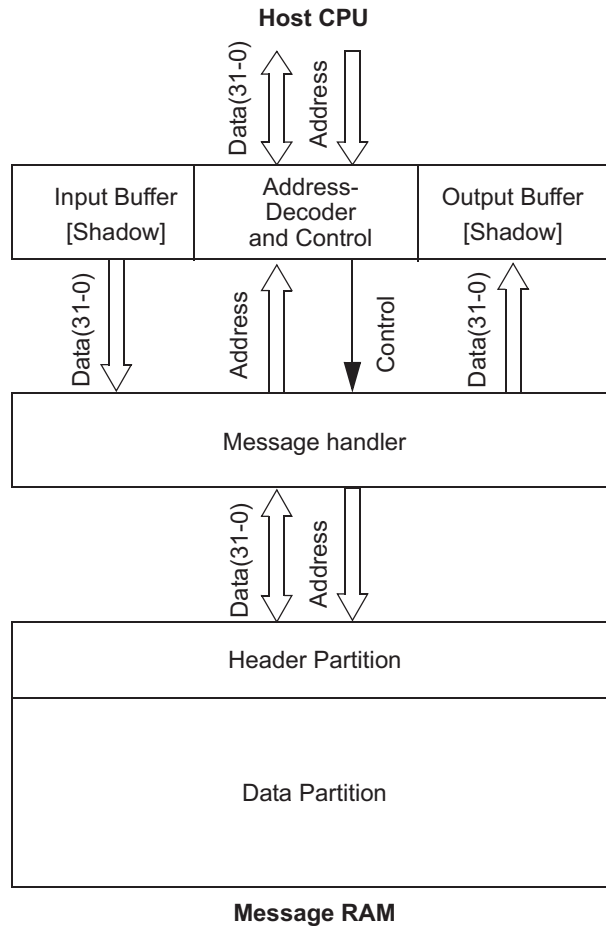 Host CPU
Data(31-0)
Address
Input Buffer
[Shadow]
Address-
Decoder
and Control
Output Buffer
[Shadow]
Data(31-0)
Address
Control
Data(31-0)
Message handler
Data(31-0)
Address
Header Partition
Data Partition
Message RAM